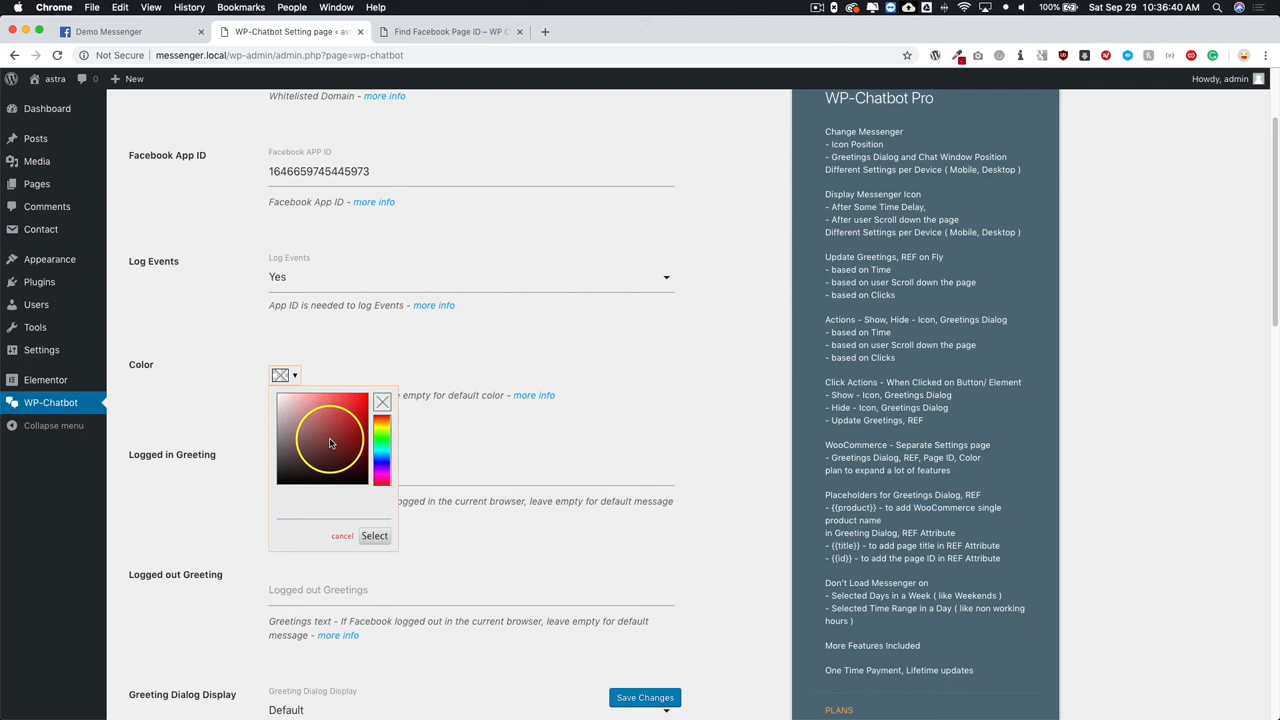 Chrome File Edit View History Bookmarks People Window Help
100% Sat Sep 29 3:36:40 PM
Demo Messenger
WP-Chatbot Setting page ‹ as
Find Facebook Page ID – WP C
Not Secure messenger.local/wp-admin/admin.php?page=wp-chatbot
astra 0 New
Howdy, admin
Dashboard
Posts
Media
Pages
Comments
Contact
Appearance
Plugins
Users
Tools
Settings
Elementor
WP-Chatbot
Collapse menu
Whitelisted Domain - more info
Facebook App ID
Facebook APP ID
1646659745445973
Facebook App ID - more info
Log Events
Log Events
Yes
App ID is needed to log Events - more info
Color
e empty for default color - more info
cancel Select
Logged in Greeting
ogged in the current browser, leave empty for default message
Logged out Greeting
Logged out Greetings
Greetings text - If Facebook logged out in the current browser, leave empty for default
message - more info
Greeting Dialog Display
Greeting Dialog Display
Default
Save Changes
WP-Chatbot Pro
Change Messenger
- Icon Position
- Greetings Dialog and Chat Window Position
Different Settings per Device ( Mobile, Desktop )
Display Messenger Icon
- After Some Time Delay,
- After user Scroll down the page
Different Settings per Device ( Mobile, Desktop )
Update Greetings, REF on Fly
- based on Time
- based on user Scroll down the page
- based on Clicks
Actions - Show, Hide - Icon, Greetings Dialog
- based on Time
- based on user Scroll down the page
- based on Clicks
Click Actions - When Clicked on Button/ Element
- Show - Icon, Greetings Dialog
- Hide - Icon, Greetings Dialog
- Update Greetings, REF
WooCommerce - Separate Settings page
- Greetings Dialog, REF, Page ID, Color
plan to expand a lot of features
Placeholders for Greetings Dialog, REF
- {{product}} - to add WooCommerce single
product name
in Greeting Dialog, REF Attribute
- {{title}} - to add page title in REF Attribute
- {{id}} - to add the page ID in REF Attribute
Don't Load Messenger on
- Selected Days in a Week ( like Weekends )
- Selected Time Range in a Day ( like non working
hours )
More Features Included
One Time Payment, Lifetime updates
PLANS